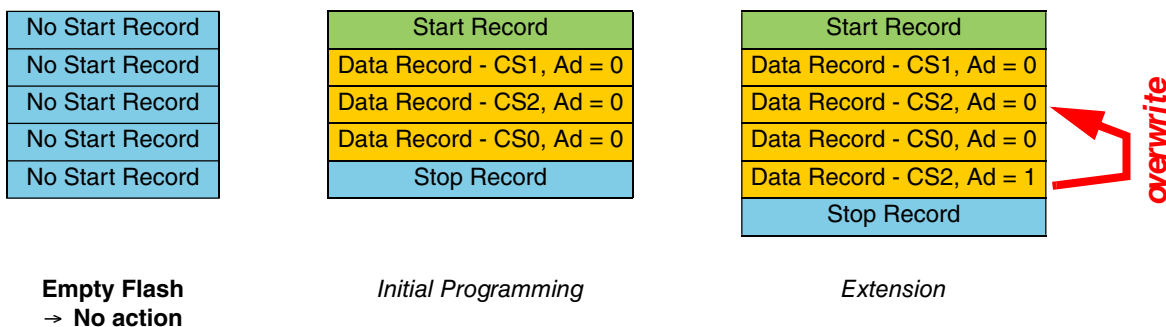 No Start Record
No Start Record
No Start Record
No Start Record
No Start Record
Empty Flash
→ No action
Start Record
Data Record - CS1, Ad = 0
Data Record - CS2, Ad = 0
Data Record - CS0, Ad = 0
Stop Record
Initial Programming
Start Record
Data Record - CS1, Ad = 0
Data Record - CS2, Ad = 0
Data Record - CS0, Ad = 0
Data Record - CS2, Ad = 1
Stop Record
overwrite
Extension